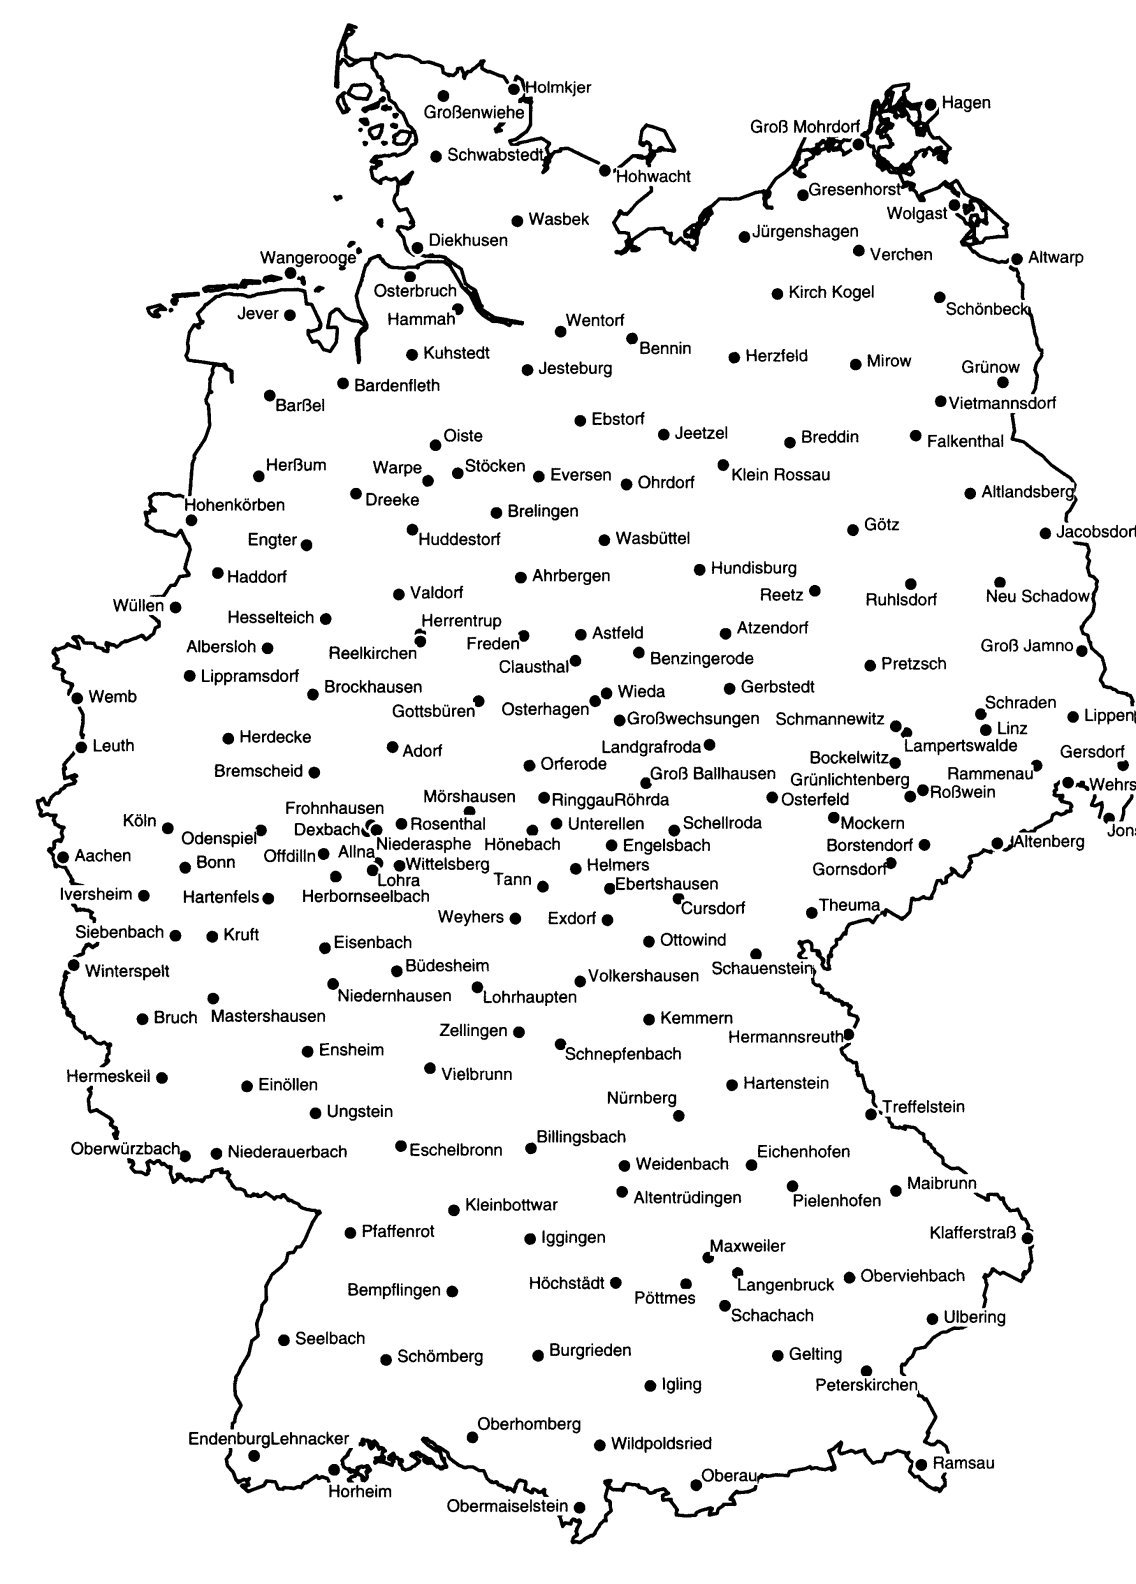 Holmkjer
Großenwiehe
Hagen
Groß Mohrdorf
Schwabstedt
Hohwacht
Gresenhorst
Wolgast
Wasbek
Jürgenshagen
Diekhusen
Verchen
Wangerooge
Altwarp
Osterbruch
Kirch Kogel
Schönbeck
Jever
Hammah
Wentorf
Bennin
Kuhstedt
Herzfeld
Mirow
Jesteburg
Grünow
Bardenfleth
Barßel
Vietmannsdorf
Ebstorf
Oiste
Jeetzel
Breddin
Falkenthal
Herßum
Warpe
Stöcken
Eversen
Ohrdorf
Klein Rossau
Dreeke
Altlandsberg
Hohenkörben
Brelingen
Götz
Jacobsdorf
Engter
Huddestorf
Wasbüttel
Haddorf
Ahrbergen
Hundisburg
Valdorf
Reetz
Ruhlsdorf
Neu Schadow
Wüllen
Hesselteich
Herrentrup
Astfeld
Atzendorf
Albersloh
Reelkirchen
Freden
Groß Jamno
Clausthal
Benzingerode
Pretzsch
Lippramsdorf
Brockhausen
Wemb
Wieda
Gerbstedt
Gottsbüren
Osterhagen
Schraden
Großwechsungen
Schmannewitz
Lippen
Linz
Herdecke
Leuth
Adorf
Landgrafroda
Lampertswalde
Gersdorf
Bremscheid
Orferode
Bockelwitz
Groß Ballhausen
Grünlichtenberg
Rammenau
Wehrs
Mörshausen
Ringgau
Röhrda
Osterfeld
Roßwein
Frohnhausen
Köln
Odenspiel
Dexbach
Rosenthal
Unterellen
Schellroda
Mockern
Jons
Niederasphe
Hönebach
Engelsbach
Borstendorf
Altenberg
Aachen
Bonn
Offdilln
Allna
Wittelsberg
Helmers
Gornsdorf
Lohra
Tann
Ebertshausen
Iversheim
Hartenfels
Herbornseelbach
Cursdorf
Theuma
Weyhers
Exdorf
Siebenbach
Kruft
Eisenbach
Ottowind
Winterspelt
Büdesheim
Schauenstein
Volkershausen
Niedernhausen
Lohrhaupten
Bruch
Mastershausen
Kemmern
Zellingen
Hermannsreuth
Ensheim
Schnepfenbach
Hermeskeil
Einöllen
Vielbrunn
Hartenstein
Nürnberg
Treffelstein
Ungstein
Billingsbach
Oberwürzbach
Niederauerbach
Eschelbronn
Eichenhofen
Weidenbach
Maibrunn
Altentrüdingen
Pielenhofen
Kleinbottwar
Pfaffenrot
Iggingen
Klafferstraß
Maxweiler
Höchstädt
Langenbruck
Oberviehbach
Bempflingen
Pöttmes
Schachach
Ulbering
Seelbach
Schömberg
Burgrieden
Gelting
Igling
Peterskirchen
Oberhomberg
Endenburg
Lehnacker
Wildpoldsried
Ramsau
Oberau
Horheim
Obermaiselstein